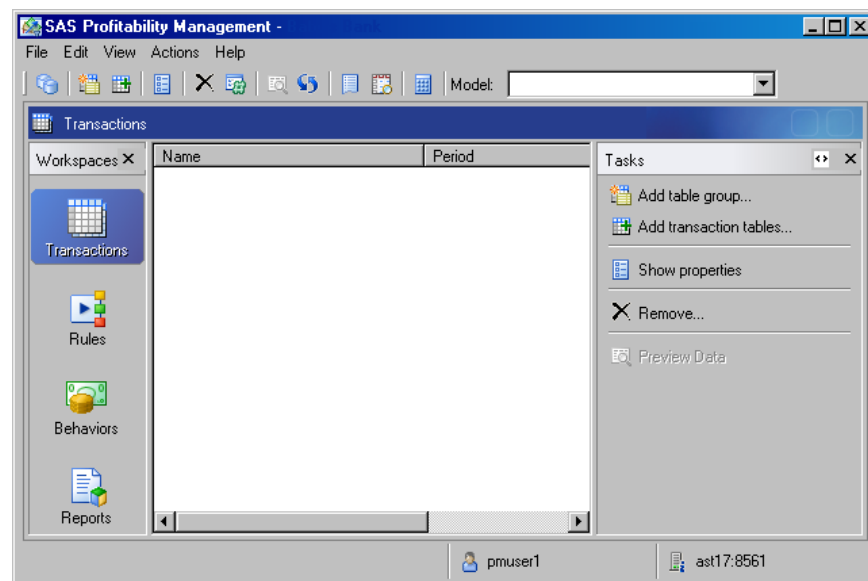 SAS Profitability Management -
File Edit View Actions Help
Model:
Transactions
Workspaces
Name Period
Tasks
Transactions
Rules
Behaviors
Reports
Add table group...
Add transaction tables...
Show properties
Remove...
Preview Data
pmuser1 ast17:8561